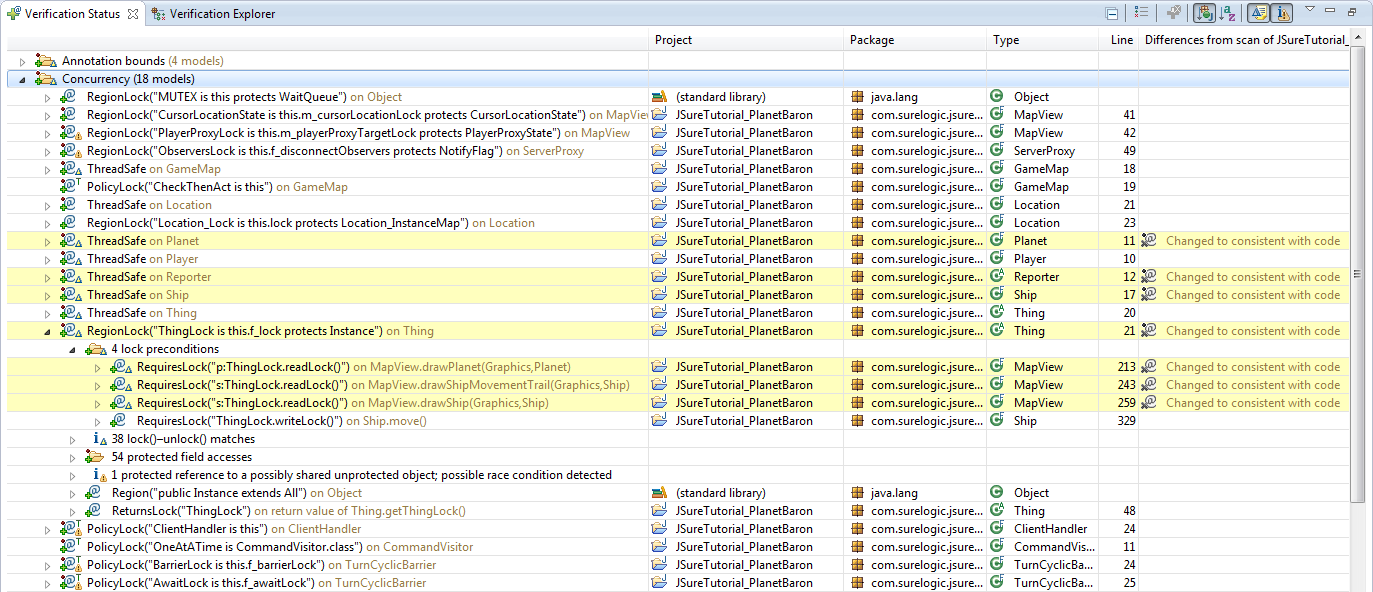 Verification Status Verification Explorer
Project Package Type Line Differences from scan of JSureTutorial_
Annotation bounds (4 models)
Concurrency (18 models)
RegionLock("MUTEX is this protects WaitQueue") on Object (standard library) java.lang Object
RegionLock("CursorLocationState is this.m_cursorLocationLock protects CursorLocationState") on MapView JSureTutorial_PlanetBaron com.surelogic.jsure... MapView 41
RegionLock("PlayerProxyLock is this.m_playerProxyTargetLock protects PlayerProxyState") on MapView JSureTutorial_PlanetBaron com.surelogic.jsure... MapView 42
RegionLock("ObserversLock is this.f_disconnectObservers protects NotifyFlag") on ServerProxy JSureTutorial_PlanetBaron com.surelogic.jsure... ServerProxy 49
ThreadSafe on GameMap JSureTutorial_PlanetBaron com.surelogic.jsure... GameMap 18
PolicyLock("CheckThenAct is this") on GameMap JSureTutorial_PlanetBaron com.surelogic.jsure... GameMap 19
ThreadSafe on Location JSureTutorial_PlanetBaron com.surelogic.jsure... Location 21
RegionLock("Location_Lock is this.lock protects Location_InstanceMap") on Location JSureTutorial_PlanetBaron com.surelogic.jsure... Location 23
ThreadSafe on Planet JSureTutorial_PlanetBaron com.surelogic.jsure... Planet 11 Changed to consistent with code
ThreadSafe on Player JSureTutorial_PlanetBaron com.surelogic.jsure... Player 10
ThreadSafe on Reporter JSureTutorial_PlanetBaron com.surelogic.jsure... Reporter 12 Changed to consistent with code
ThreadSafe on Ship JSureTutorial_PlanetBaron com.surelogic.jsure... Ship 17 Changed to consistent with code
ThreadSafe on Thing JSureTutorial_PlanetBaron com.surelogic.jsure... Thing 20
RegionLock("ThingLock is this.f_lock protects Instance") on Thing JSureTutorial_PlanetBaron com.surelogic.jsure... Thing 21 Changed to consistent with code
4 lock preconditions
RequiresLock("p:ThingLock.readLock()") on MapView.drawPlanet(Graphics,Planet) JSureTutorial_PlanetBaron com.surelogic.jsure... MapView 213 Changed to consistent with code
RequiresLock("s:ThingLock.readLock()") on MapView.drawShipMovementTrail(Graphics,Ship) JSureTutorial_PlanetBaron com.surelogic.jsure... MapView 243 Changed to consistent with code
RequiresLock("s:ThingLock.readLock()") on MapView.drawShip(Graphics,Ship) JSureTutorial_PlanetBaron com.surelogic.jsure... MapView 259 Changed to consistent with code
RequiresLock("ThingLock.writeLock()") on Ship.move() JSureTutorial_PlanetBaron com.surelogic.jsure... Ship 329
38 lock()–unlock() matches
54 protected field accesses
1 protected reference to a possibly shared unprotected object; possible race condition detected
Region("public Instance extends All") on Object (standard library) java.lang Object
ReturnsLock("ThingLock") on return value of Thing.getThingLock() JSureTutorial_PlanetBaron com.surelogic.jsure... Thing 48
PolicyLock("ClientHandler is this") on ClientHandler JSureTutorial_PlanetBaron com.surelogic.jsure... ClientHandler 24
PolicyLock("OneAtATime is CommandVisitor.class") on CommandVisitor JSureTutorial_PlanetBaron com.surelogic.jsure... CommandVis... 11
PolicyLock("BarrierLock is this.f_barrierLock") on TurnCyclicBarrier JSureTutorial_PlanetBaron com.surelogic.jsure... TurnCyclicBa... 24
PolicyLock("AwaitLock is this.f_awaitLock") on TurnCyclicBarrier JSureTutorial_PlanetBaron com.surelogic.jsure... TurnCyclicBa... 25